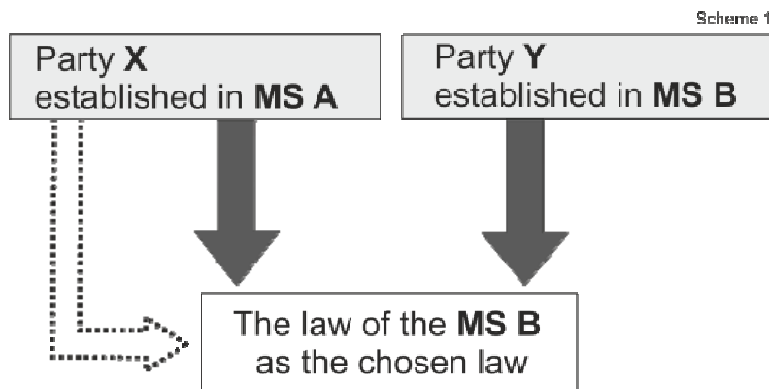 Scheme 1
Party X
established in MS A
Party Y
established in MS B
The law of the MS B
as the chosen law